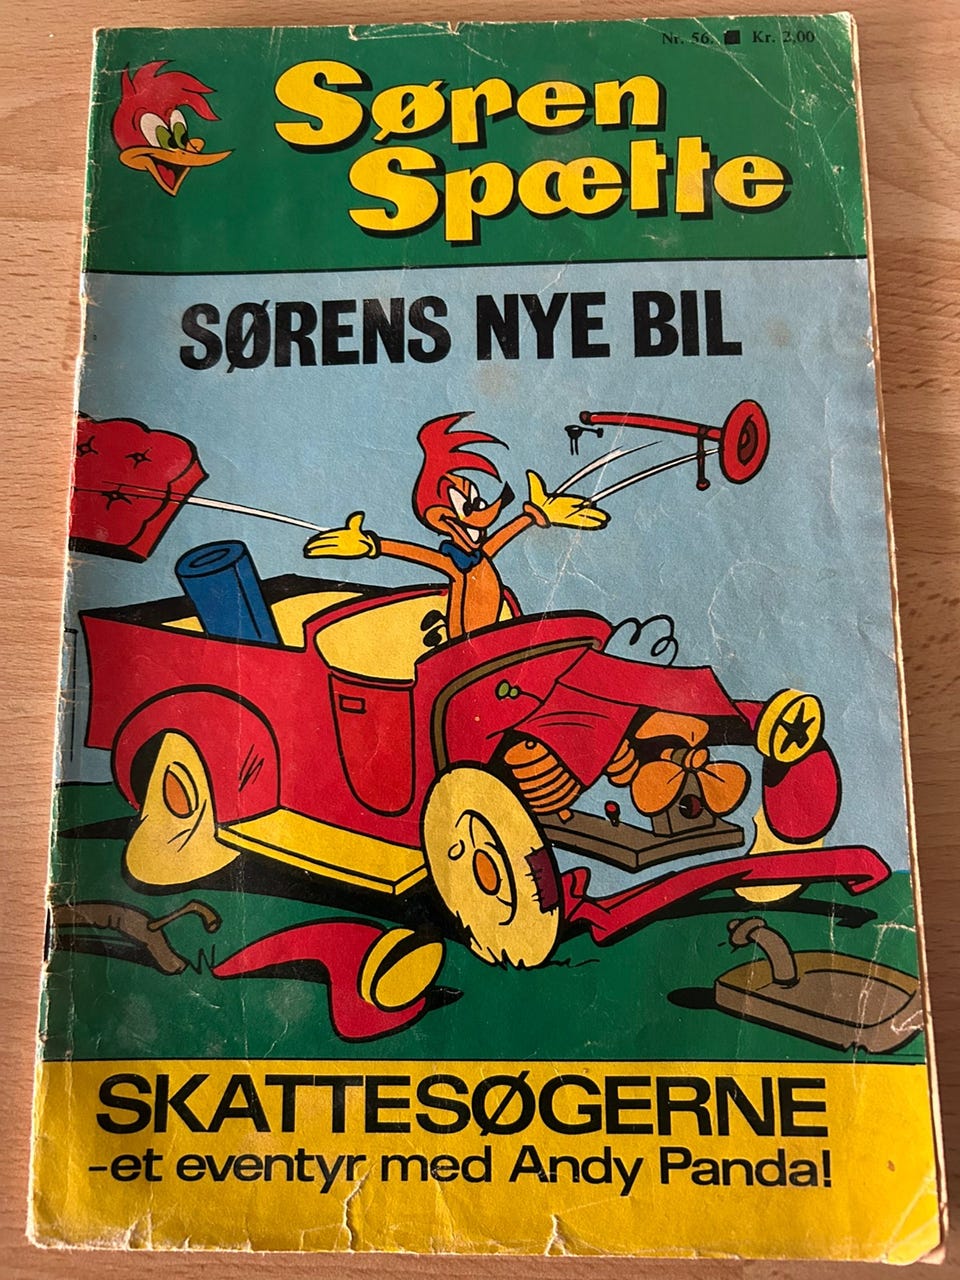 Nr. 56. ■ Kr. 2,00
Søren
Spætte
SØRENS NYE BIL
SKATTESØGERNE
-et eventyr med Andy Panda!